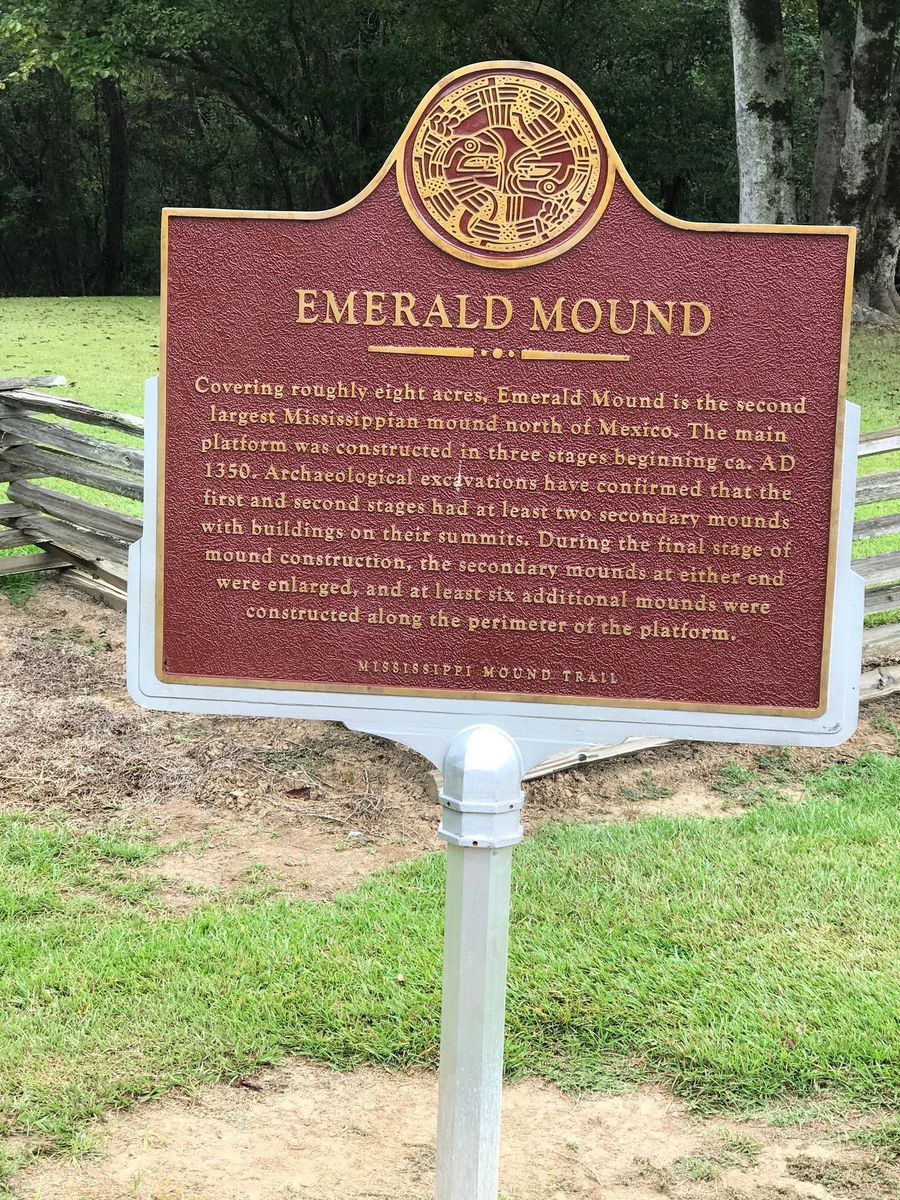 EMERALD MOUND
Covering roughly eight acres, Emerald Mound is the second
largest Mississippian mound north of Mexico. The main
platform was constructed in three stages beginning ca. AD
1350. Archaeological excavations have confirmed that the
first and second stages had at least two secondary mounds
with buildings on their summits. During the final stage of
mound construction, the secondary mounds at either end
were enlarged, and at least six additional mounds were
constructed along the perimeter of the platform.
MISSISSIPPI MOUND TRAIL